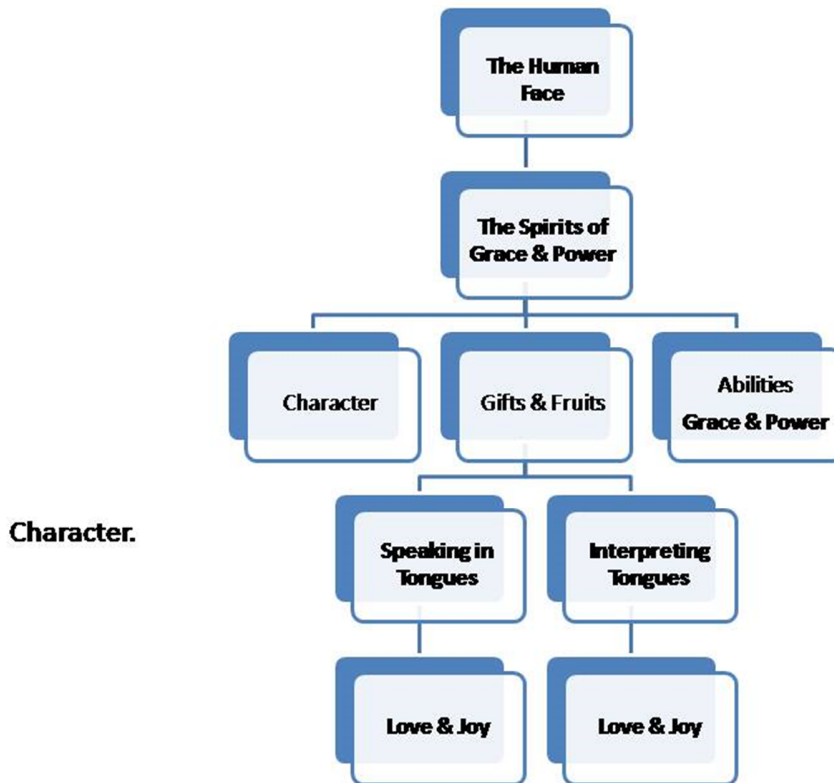 The Human
Face
The Spirits of
Grace & Power
Character
Gifts & Fruits
Abilities
Grace & Power
Character.
Speaking in
Tongues
Interpreting
Tongues
Love & Joy
Love & Joy